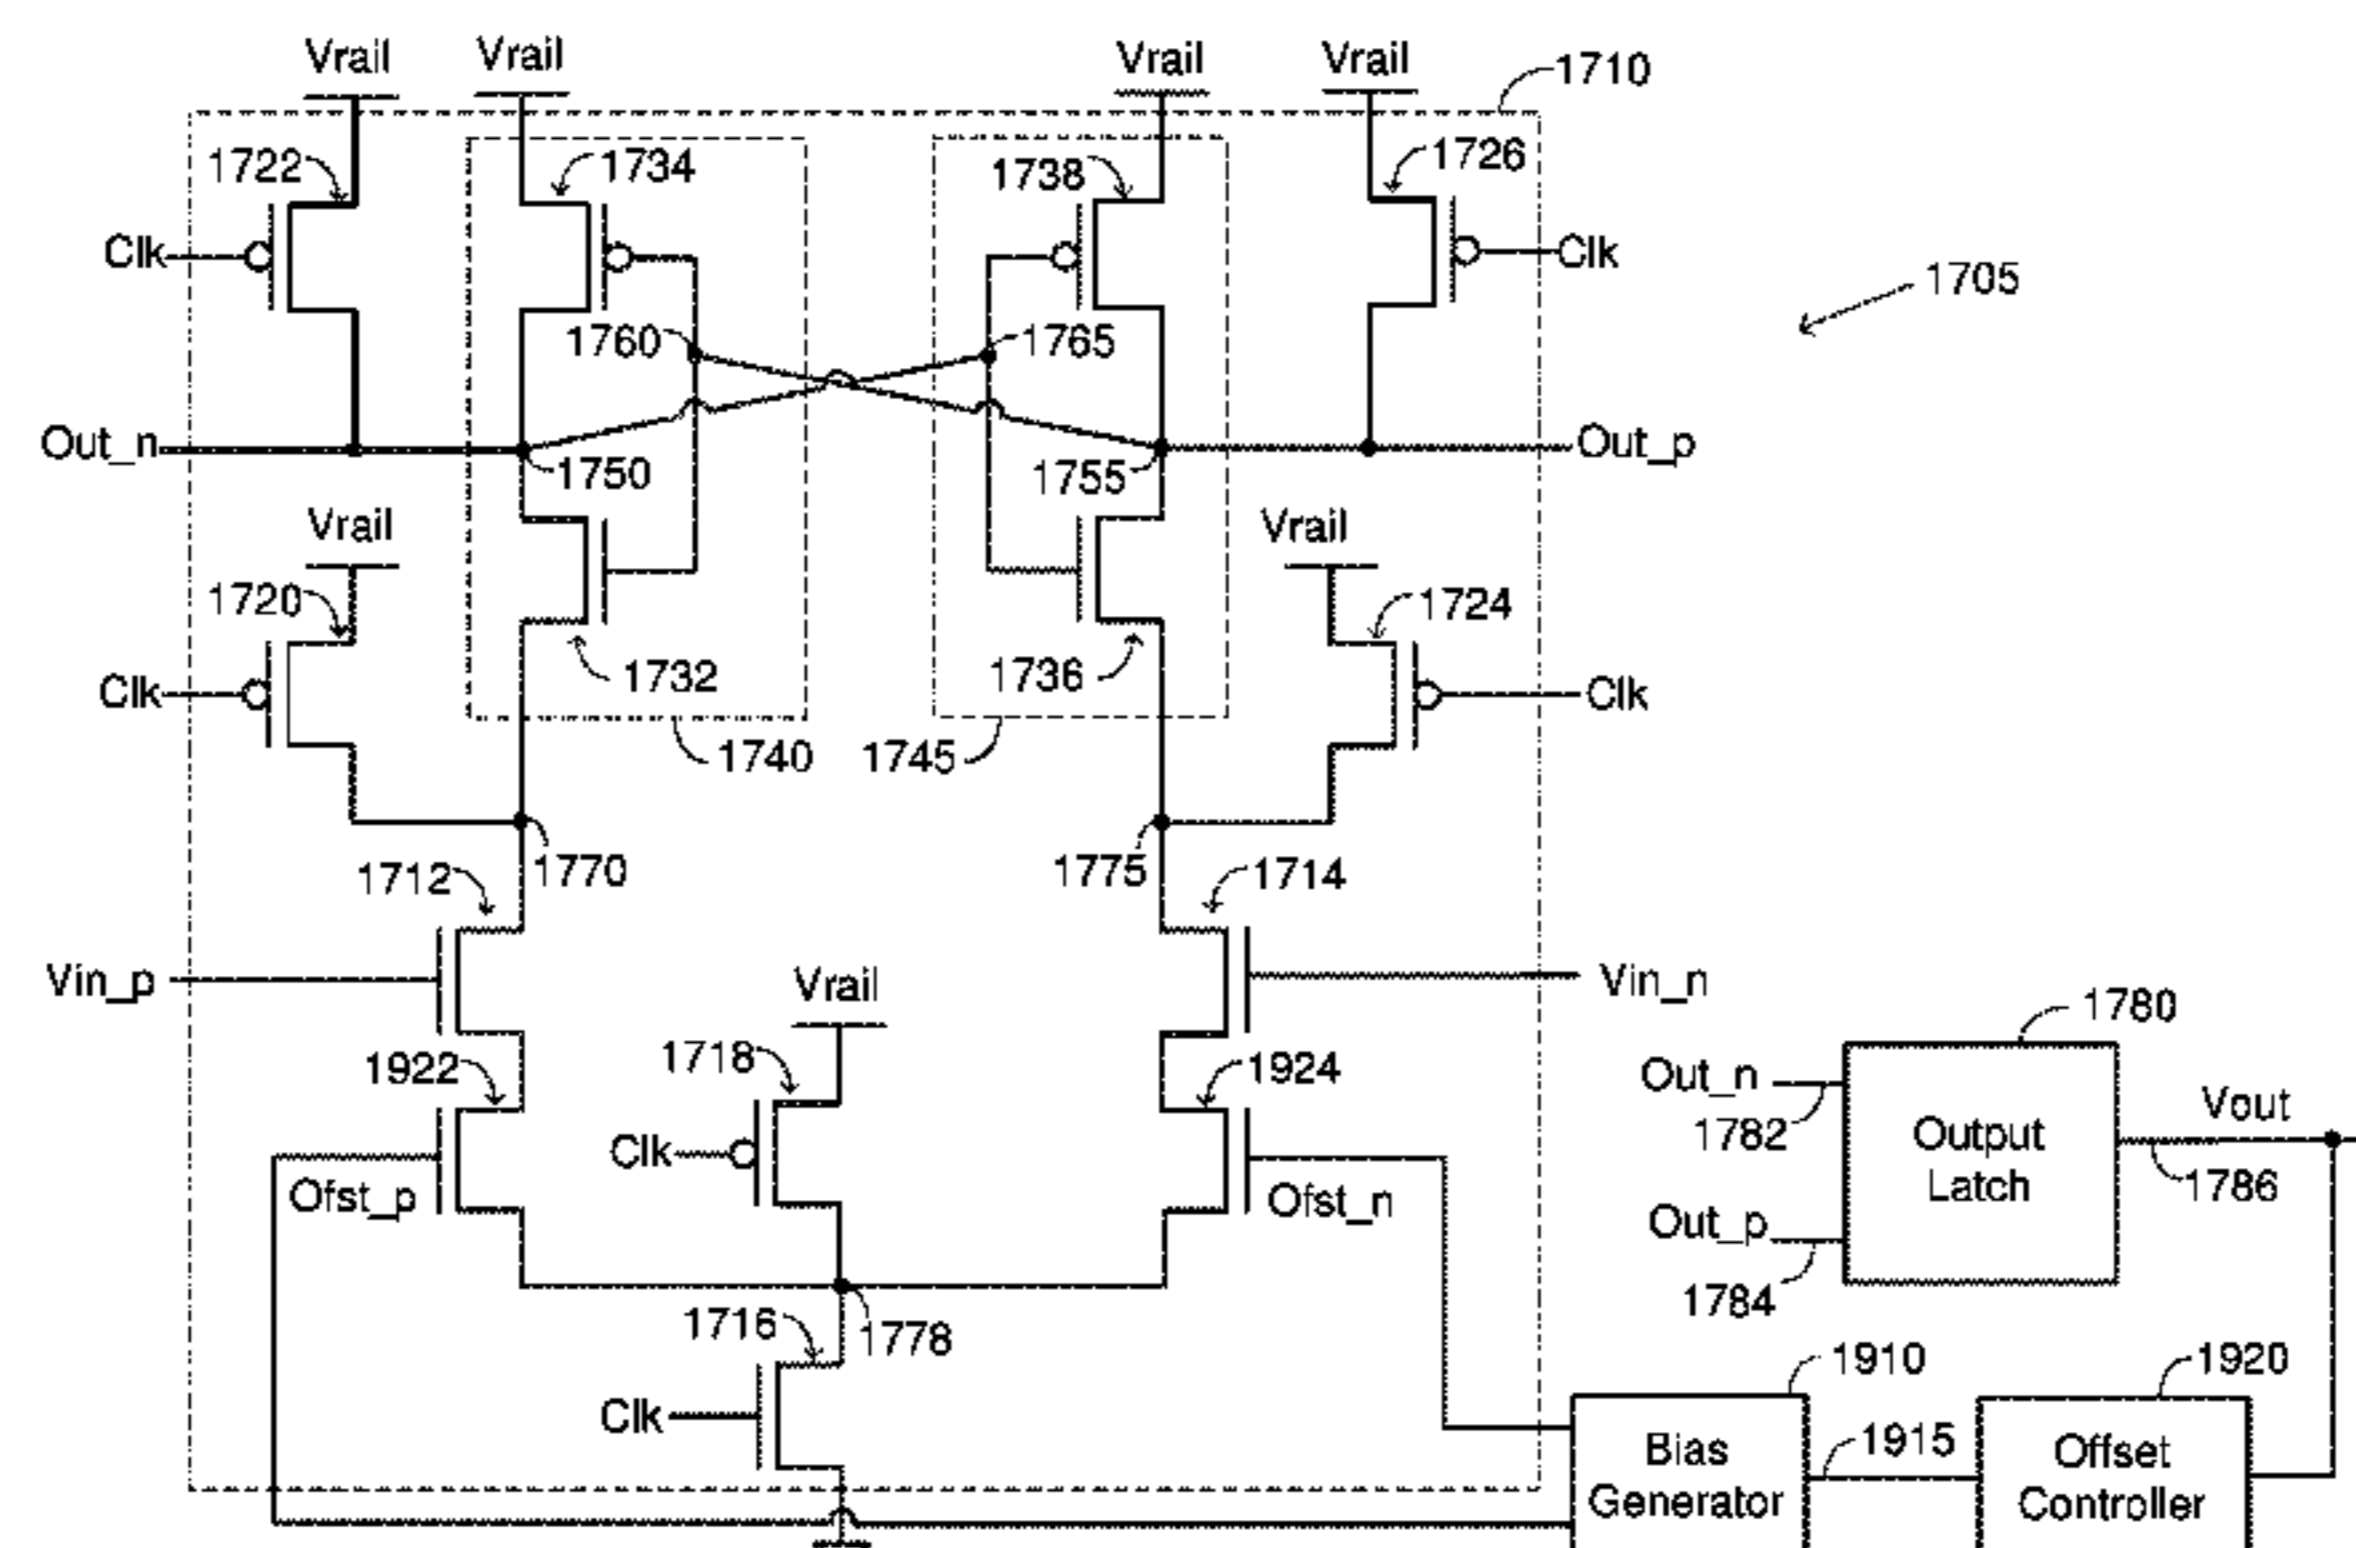 Vrail
Vrail
Vrail
Vrail
1710
1722
1734
1738
1726
Clk
Clk
1705
1760
1765
Out_n
1750
1755
Out_p
Vrail
Vrail
1720
1724
Clk
1732
1736
Clk
1740
1745
1712
1770
1775
1714
Vin_p
Vrail
Vin_n
1780
1922
1718
1924
Out_n
1782
Output
Latch
Vout
1786
Clk
Ofst_p
Ofst_n
Out_p
1784
1716
1778
1910
1920
Clk
Bias
Generator
1915
Offset
Controller